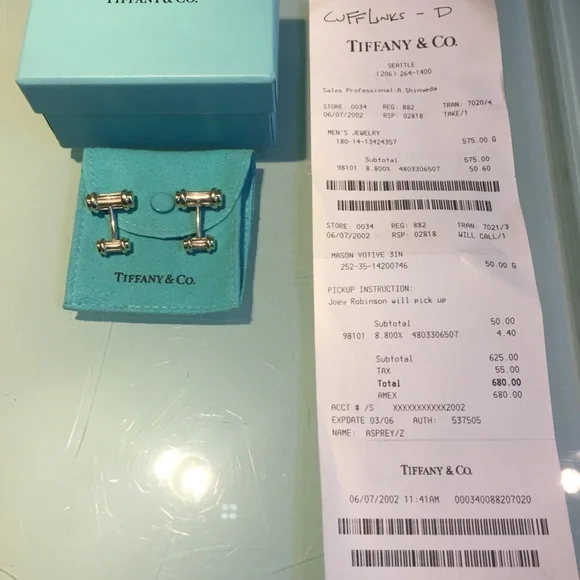 TIFFANY & CO.
TIFFANY & CO.
CUFFLINKS - D
TIFFANY & CO.
SEATTLE
(206) 264-1400
Sales Professional:A.Shinweda
STORE: 0034 REG: 882 TRAN: 7020/4
06/07/2002 RSP: 02818 TAKE/1
MEN'S JEWELRY
180-14-13424357 575.00 G
Subtotal 575.00
98101 8.800% 4803306507 50.60
STORE: 0034 REG: 882 TRAN: 7021/3
06/07/2002 RSP: 02818 WILL CALL/1
MASON VOTIVE 3IN
252-35-14200746 50.00 G
PICKUP INSTRUCTION:
Joey Robinson will pick up
Subtotal 50.00
98101 8.800% 4803306507 4.40
Subtotal 625.00
TAX 55.00
Total 680.00
AMEX 680.00
ACCT # /S XXXXXXXXXXX2002
EXPDATE 03/06 AUTH: 537505
NAME: ASPREY/Z
TIFFANY & CO.
06/07/2002 11:41AM 000340088207020